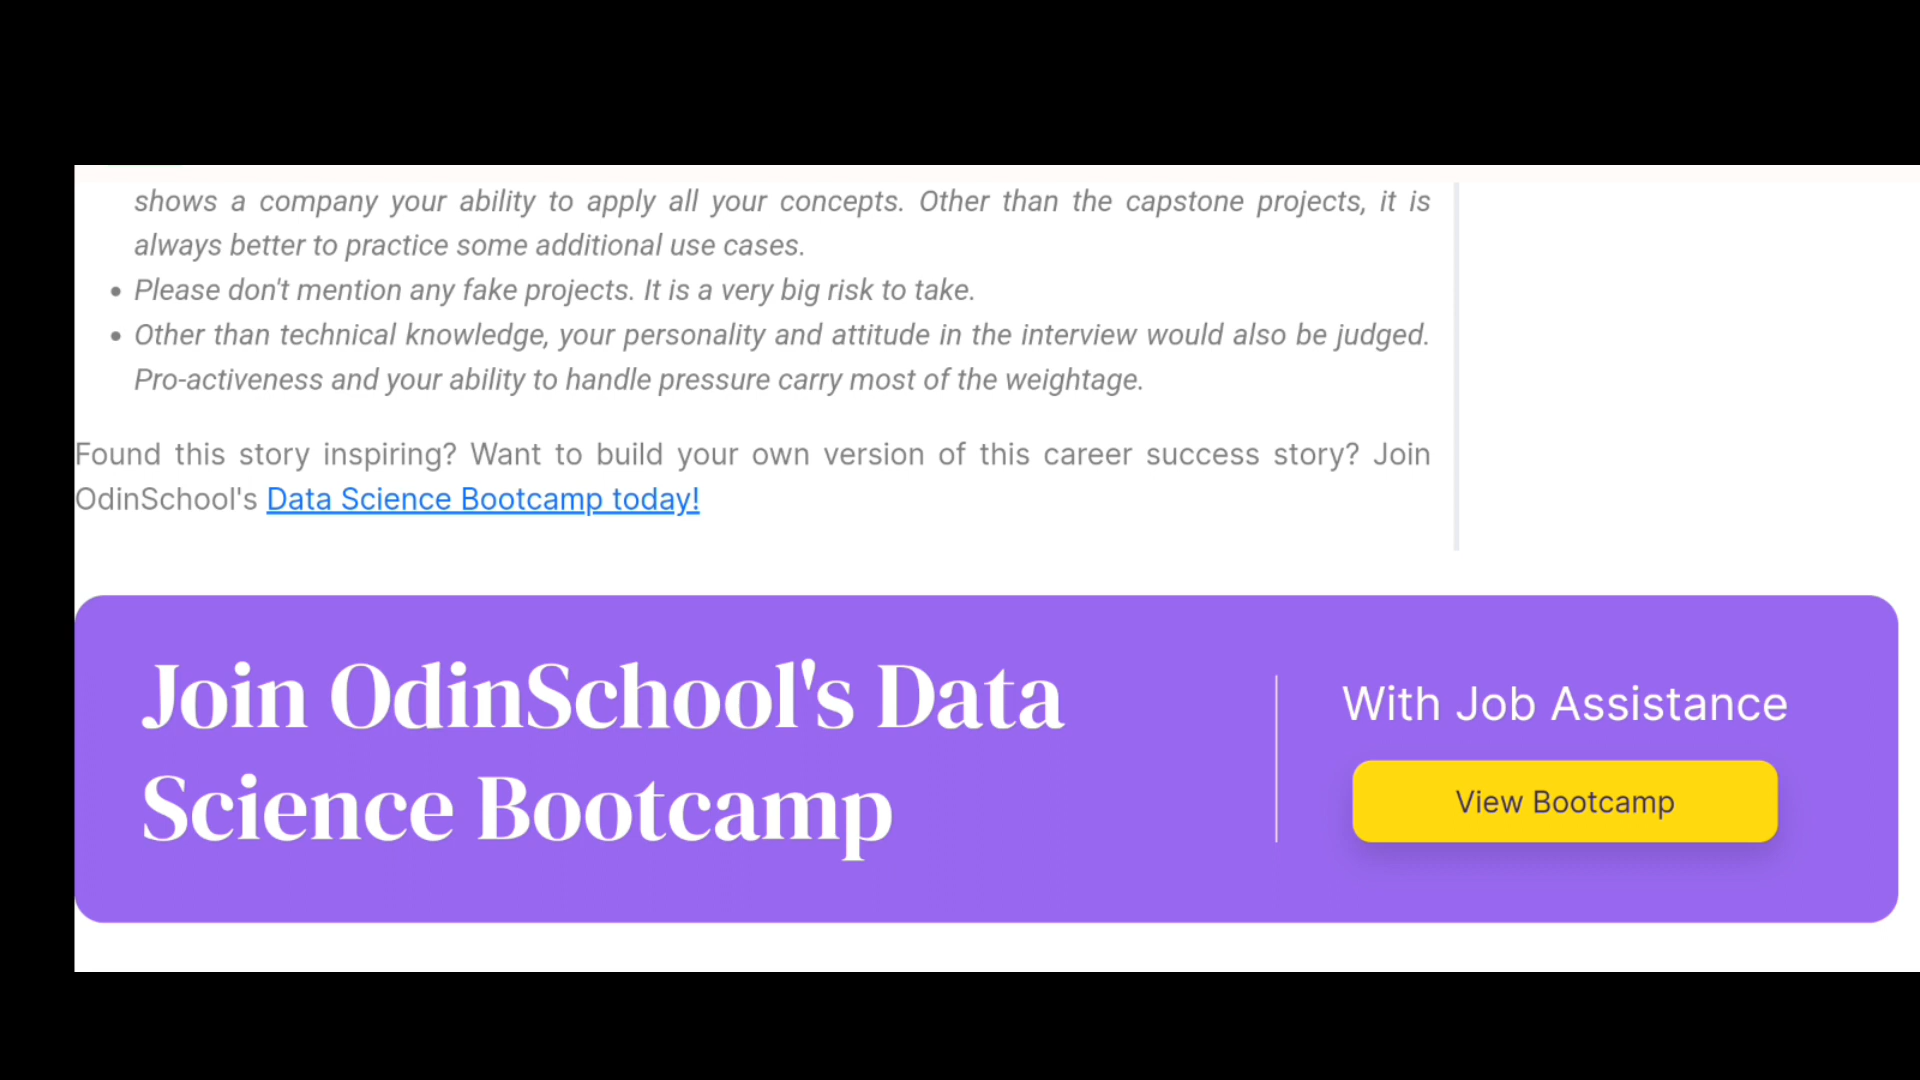 shows a company your ability to apply all your concepts. Other than the capstone projects, it is
always better to practice some additional use cases.
• Please don't mention any fake projects. It is a very big risk to take.
• Other than technical knowledge, your personality and attitude in the interview would also be judged.
Pro-activeness and your ability to handle pressure carry most of the weightage.
Found this story inspiring? Want to build your own version of this career success story? Join
OdinSchool's Data Science Bootcamp today!
Join OdinSchool's Data
Science Bootcamp
With Job Assistance
View Bootcamp